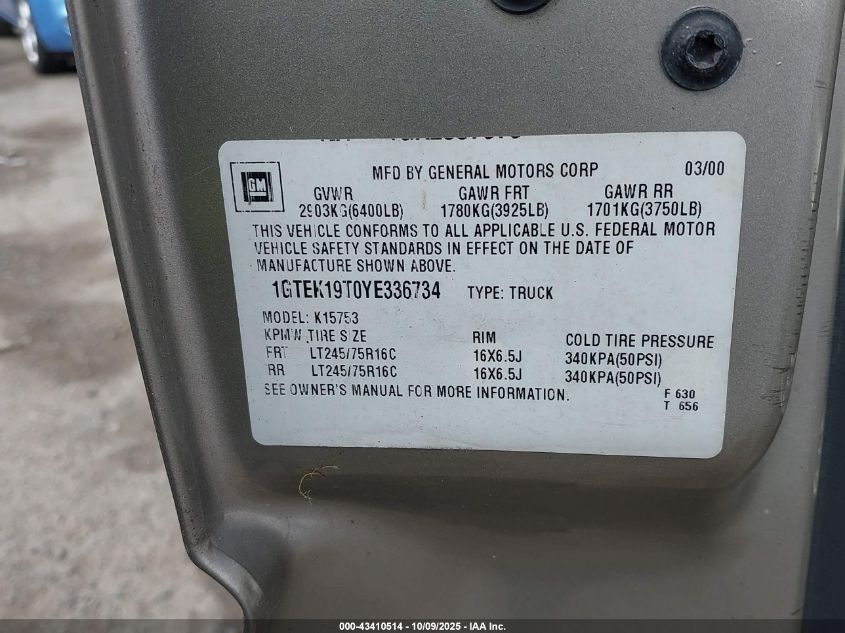 MFD BY GENERAL MOTORS CORP 03/00
GM
GVWR GAWR FRT GAWR RR
2903KG(6400LB) 1780KG(3925LB) 1701KG(3750LB)
THIS VEHICLE CONFORMS TO ALL APPLICABLE U.S. FEDERAL MOTOR
VEHICLE SAFETY STANDARDS IN EFFECT ON THE DATE OF
MANUFACTURE SHOWN ABOVE.
1GTEK19T0YE336734 TYPE: TRUCK
MODEL: K15753
KPMW TIRE SIZE RIM COLD TIRE PRESSURE
FRT LT245/75R16C 16X6.5J 340KPA(50PSI)
RR LT245/75R16C 16X6.5J 340KPA(50PSI)
SEE OWNER'S MANUAL FOR MORE INFORMATION.
F 630
T 656
000-43410514 - 10/09/2025 - IAA Inc.